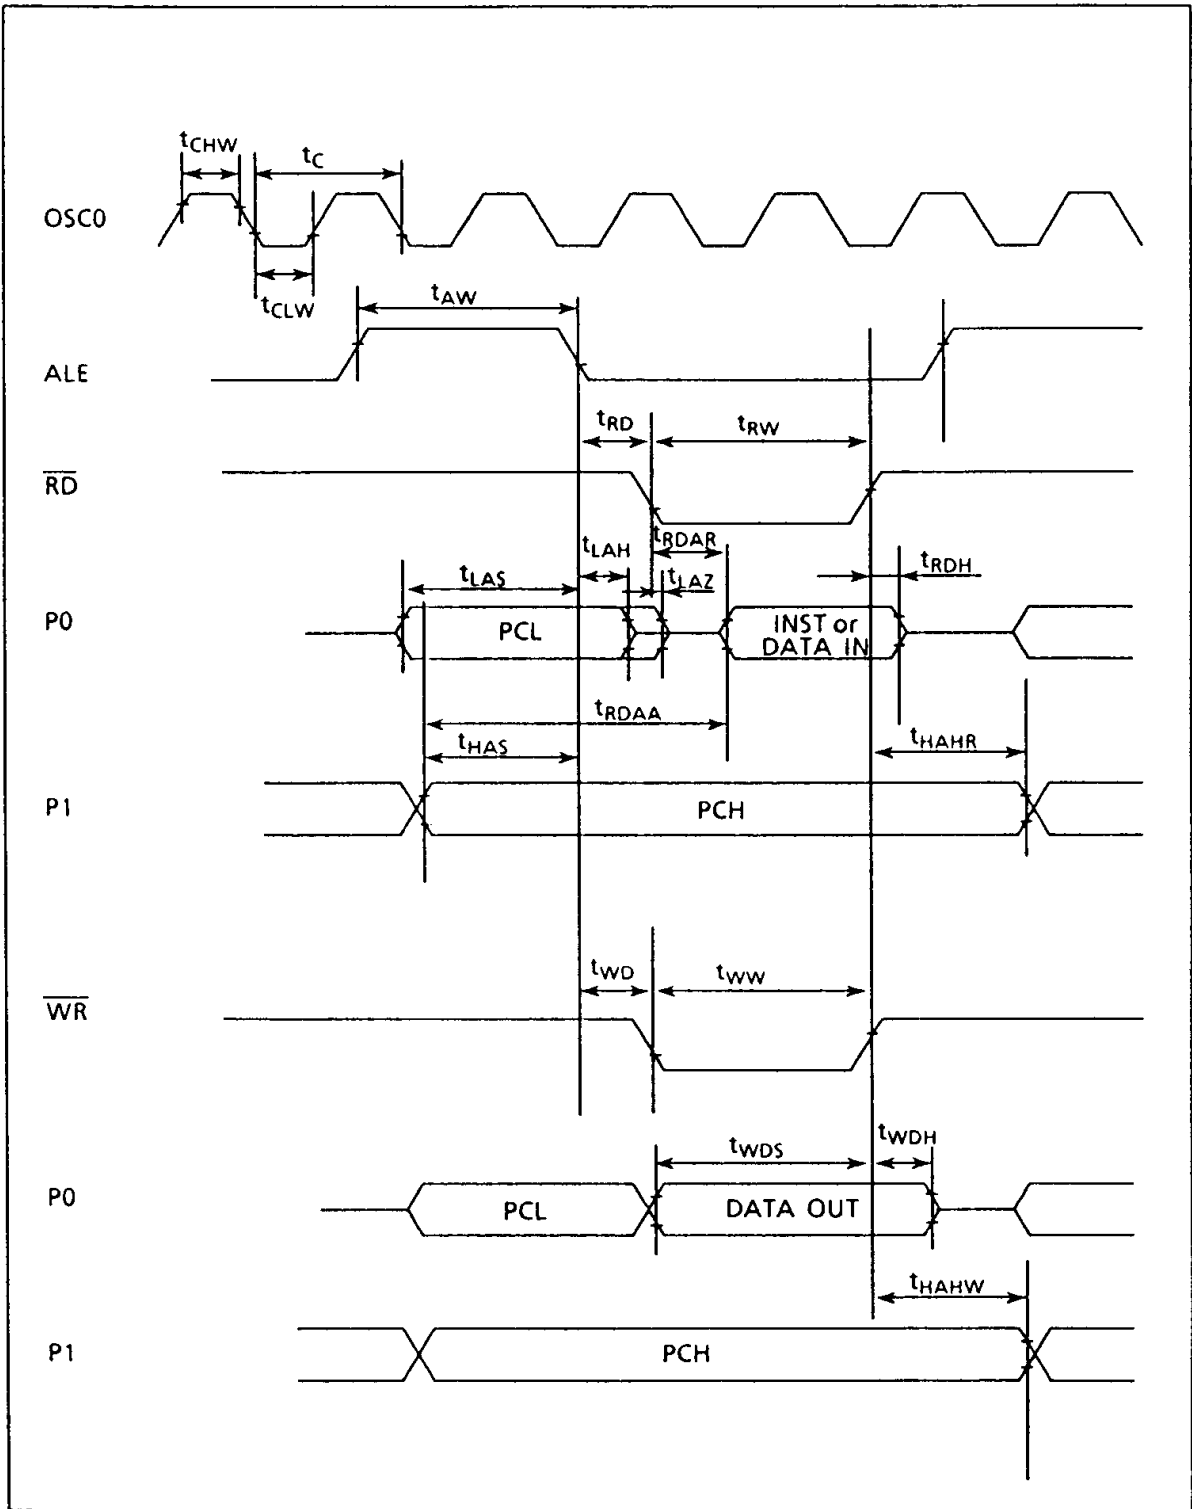 tCHW
tC
OSC0
tCLW
tAW
ALE
tRD
tRW
RD
tLAH
tRDAR
tRDH
tLAS
tLAZ
P0
PCL
INST or
DATA IN
tRDAA
tHAS
tHAHR
P1
PCH
tWD
tWW
WR
tWDS
tWDH
P0
PCL
DATA OUT
tHAHW
P1
PCH